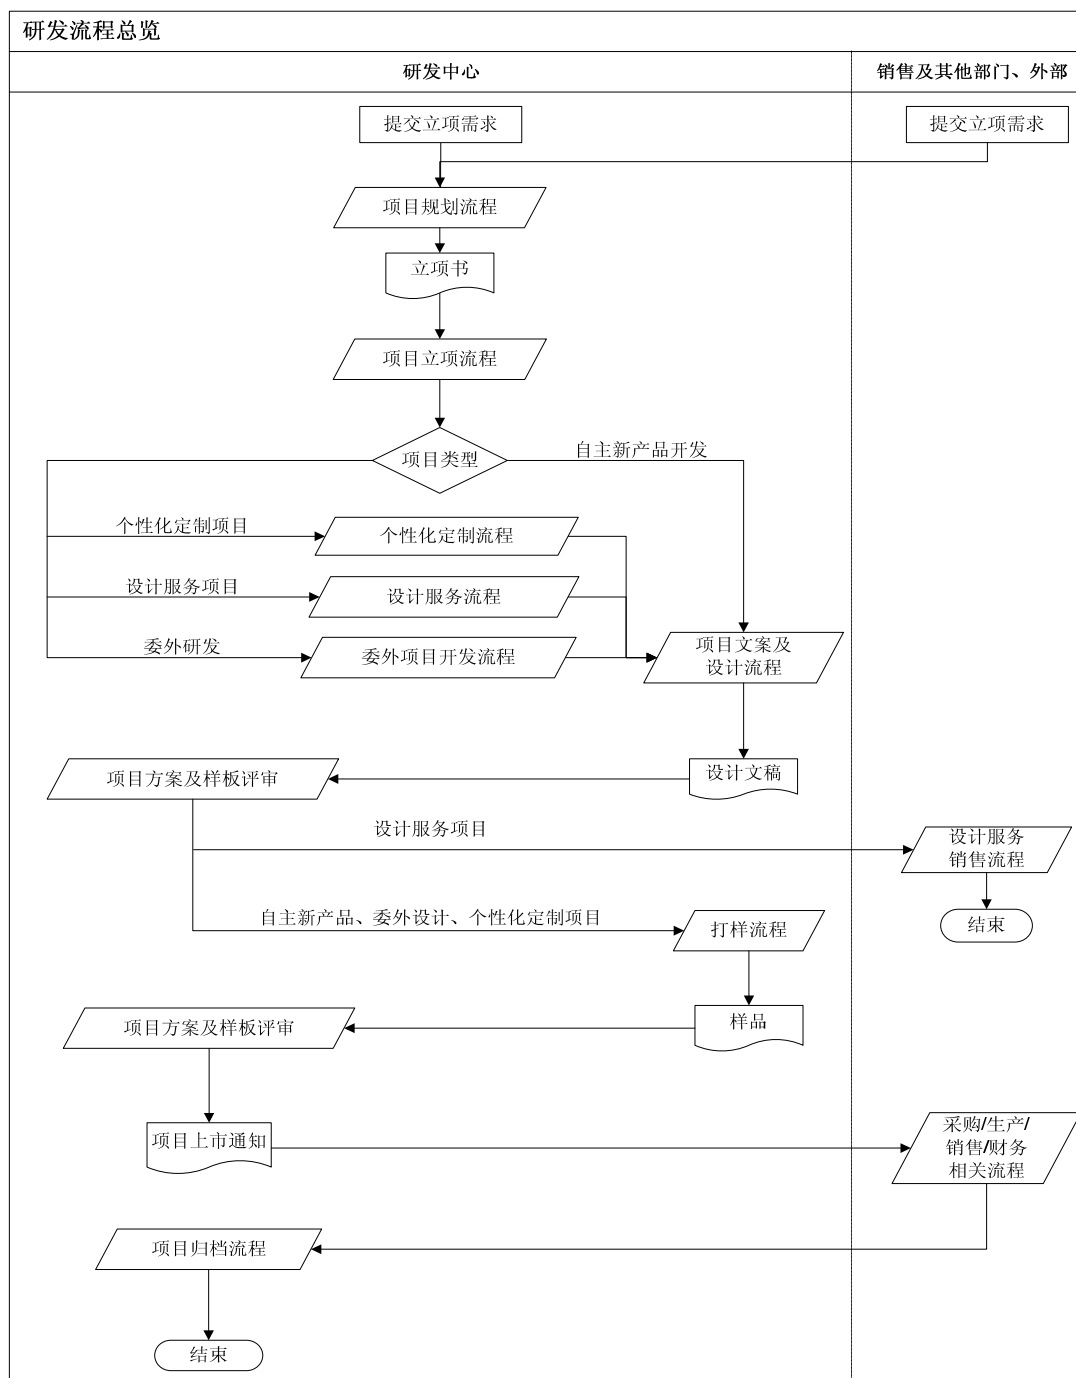 研发流程总览
研发中心
销售及其他部门、外部
提交立项需求
提交立项需求
项目规划流程
立项书
项目立项流程
项目类型
自主新产品开发
个性化定制项目
个性化定制流程
设计服务项目
设计服务流程
委外研发
委外项目开发流程
项目文案及
设计流程
项目方案及样板评审
设计文稿
设计服务项目
设计服务
销售流程
自主新产品、委外设计、个性化定制项目
打样流程
结束
项目方案及样板评审
样品
项目上市通知
采购/生产/
销售/财务
相关流程
项目归档流程
结束